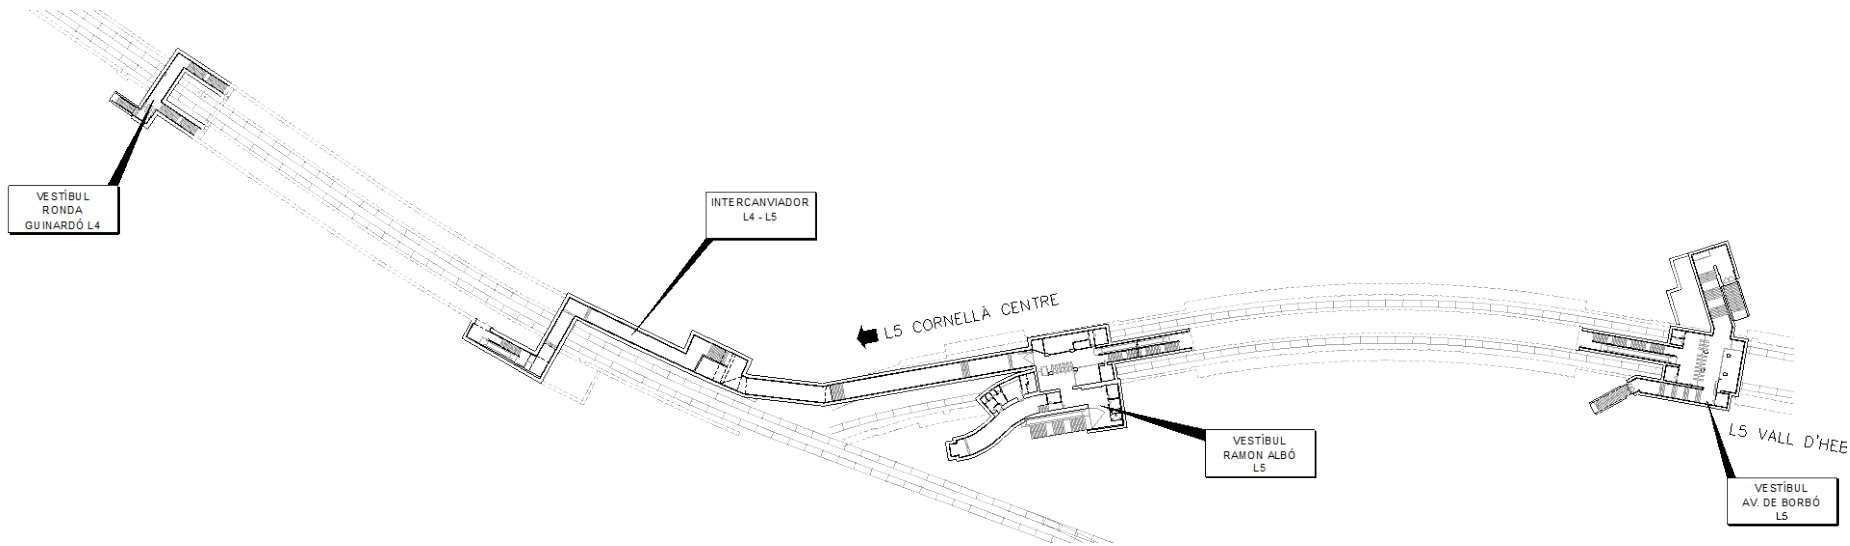 VESTÍBUL
RONDA
GUINARDÓ L4
INTERCANVIADOR
L4 - L5
L5 CORNELLÀ CENTRE
VESTÍBUL
RAMON ALBÓ
L5
L5 VALL D'HEB
VESTÍBUL
AV. DE BORBÓ
L5